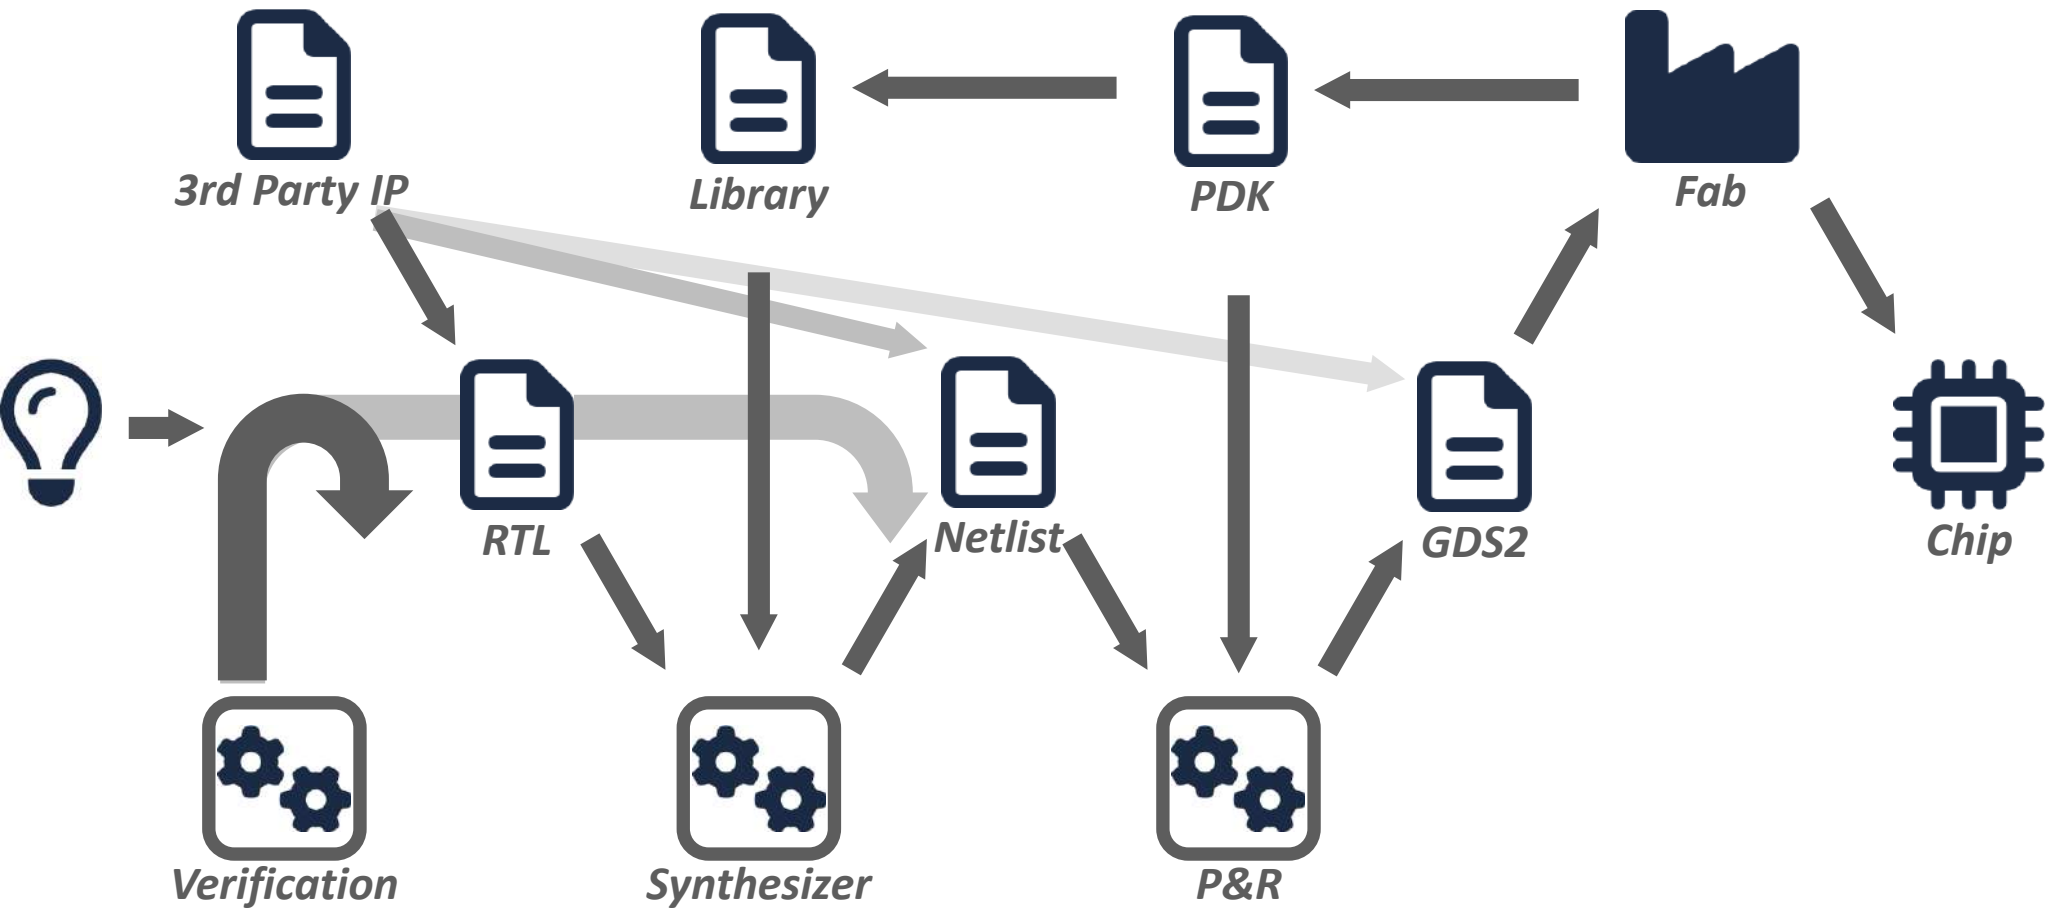 3rd Party IP
Library
PDK
Fab
RTL
Netlist
GDS2
Chip
Verification
Synthesizer
P&R